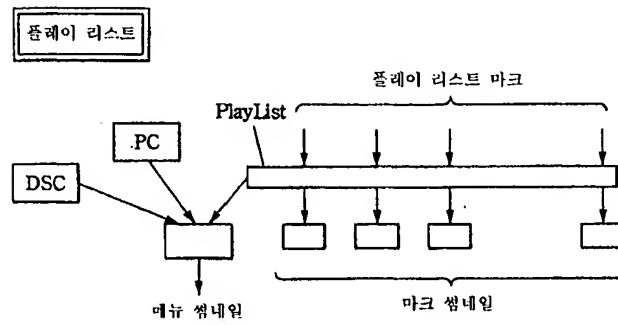 플레이 리스트
플레이 리스트 마크
PlayList
.PC
DSC
메뉴 썸네일
마크 썸네일